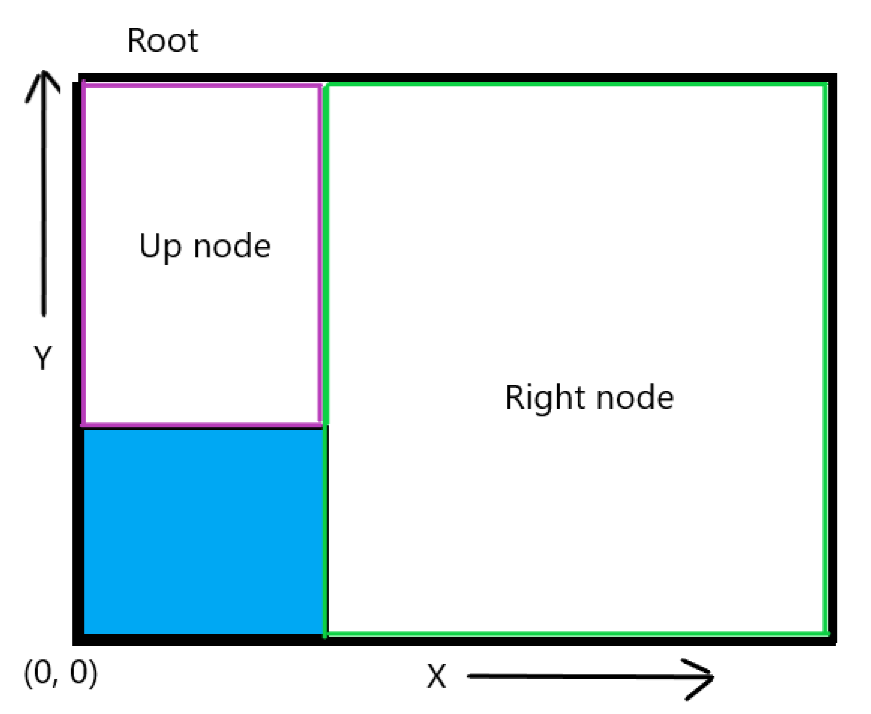 Root
Up node
Y
Right node
(0, 0)
X